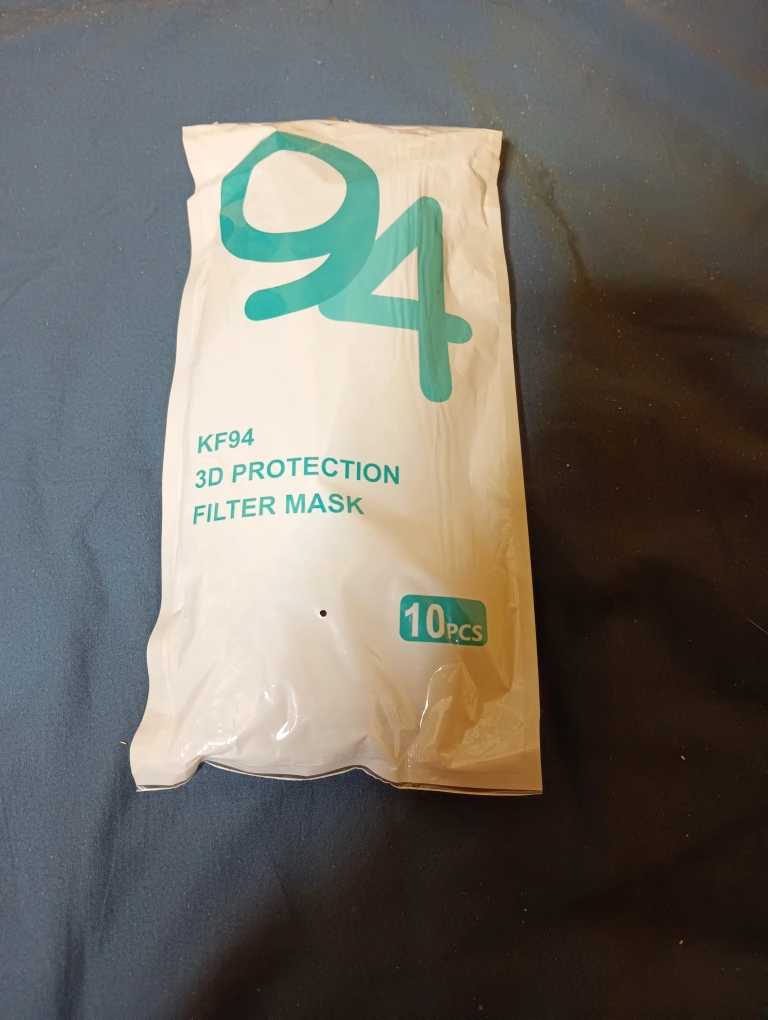 94
KF94
3D PROTECTION
FILTER MASK
10PCS